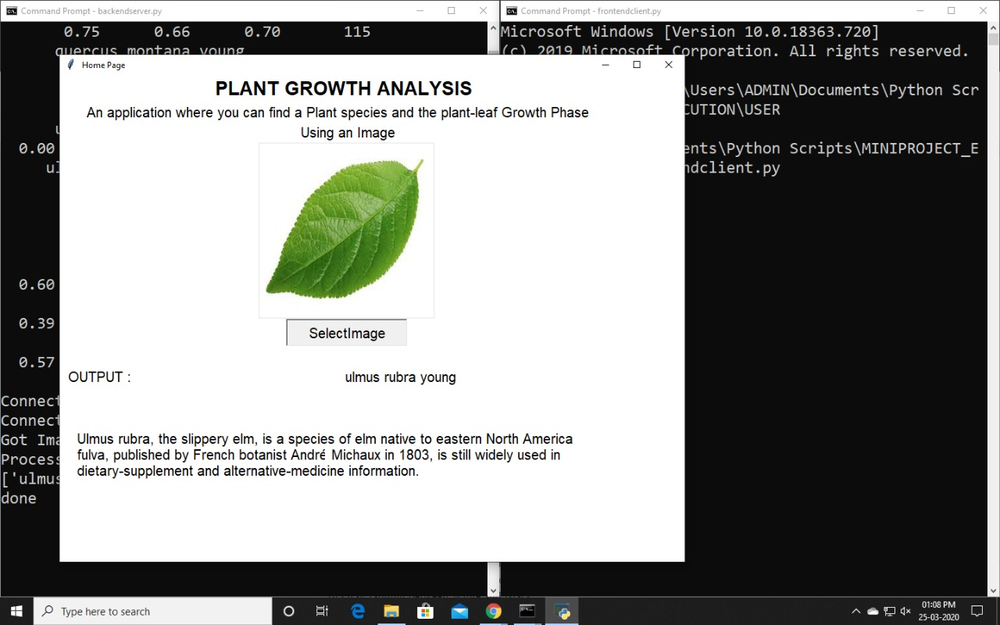 Command Prompt - backendserver.py
0.75 0.66 0.70 115
quercus montana young
0.00
0.60
0.39
0.57
Connect
Connect
Got Ima
Process
['ulmus
done
Command Prompt - frontendclient.py
Microsoft Windows [Version 10.0.18363.720]
(c) 2019 Microsoft Corporation. All rights reserved.
\Users\ADMIN\Documents\Python Scr
CUTION\USER
ents\Python Scripts\MINIPROJECT_E
ndclient.py
Home Page
PLANT GROWTH ANALYSIS
An application where you can find a Plant species and the plant-leaf Growth Phase
Using an Image
SelectImage
OUTPUT : ulmus rubra young
Ulmus rubra, the slippery elm, is a species of elm native to eastern North America
fulva, published by French botanist André Michaux in 1803, is still widely used in
dietary-supplement and alternative-medicine information.
Type here to search
01:08 PM
25-03-2020